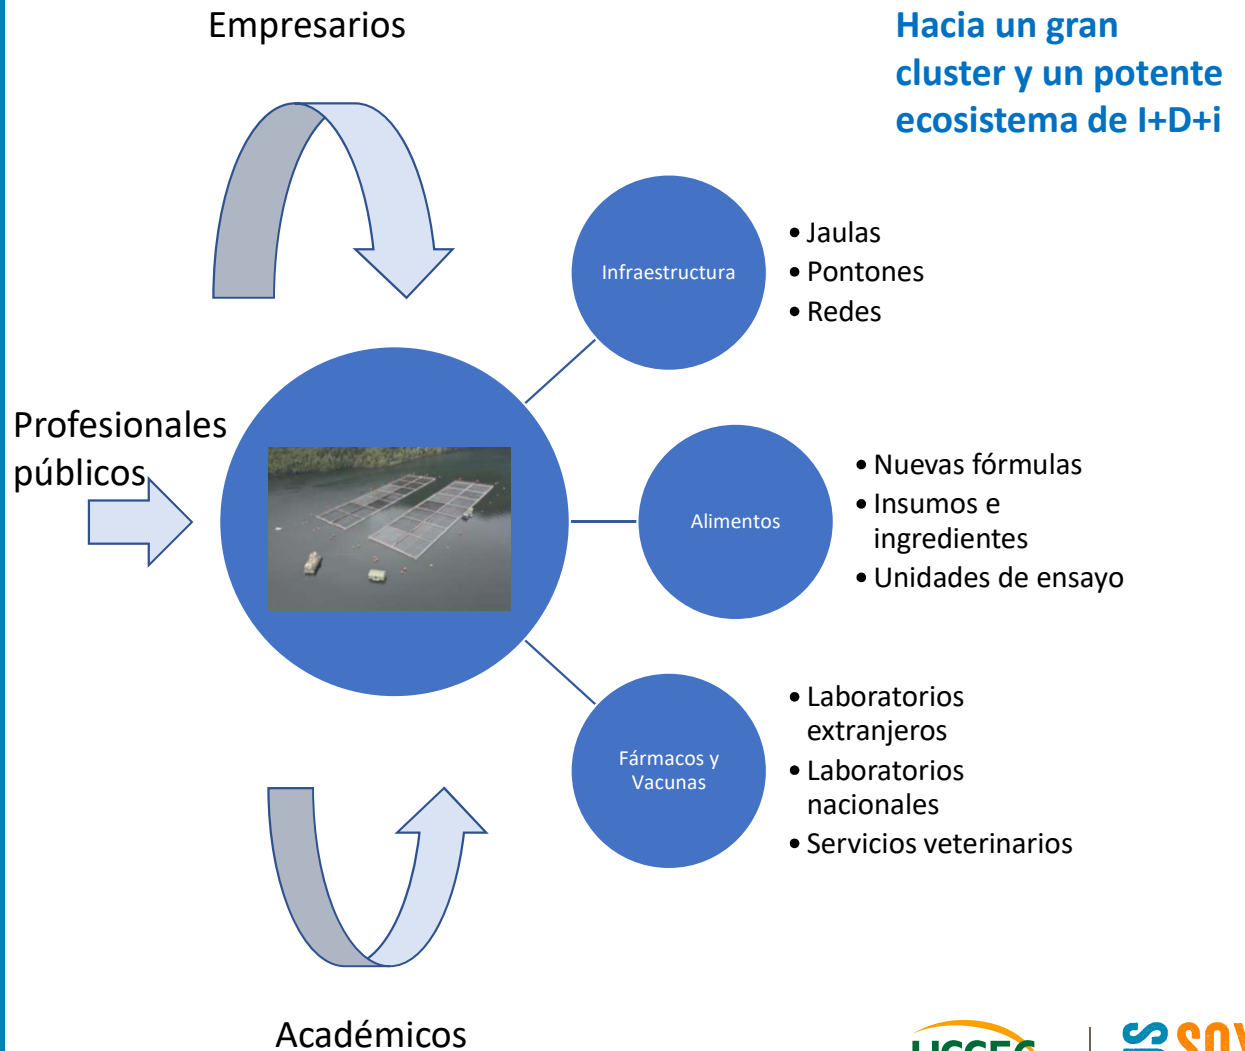 Empresarios
Hacia un gran
cluster y un potente
ecosistema de I+D+i
Infraestructura
• Jaulas
• Pontones
• Redes
Profesionales
públicos
Alimentos
• Nuevas fórmulas
• Insumos e
ingredientes
• Unidades de ensayo
Fármacos y
Vacunas
• Laboratorios
extranjeros
• Laboratorios
nacionales
• Servicios veterinarios
Académicos